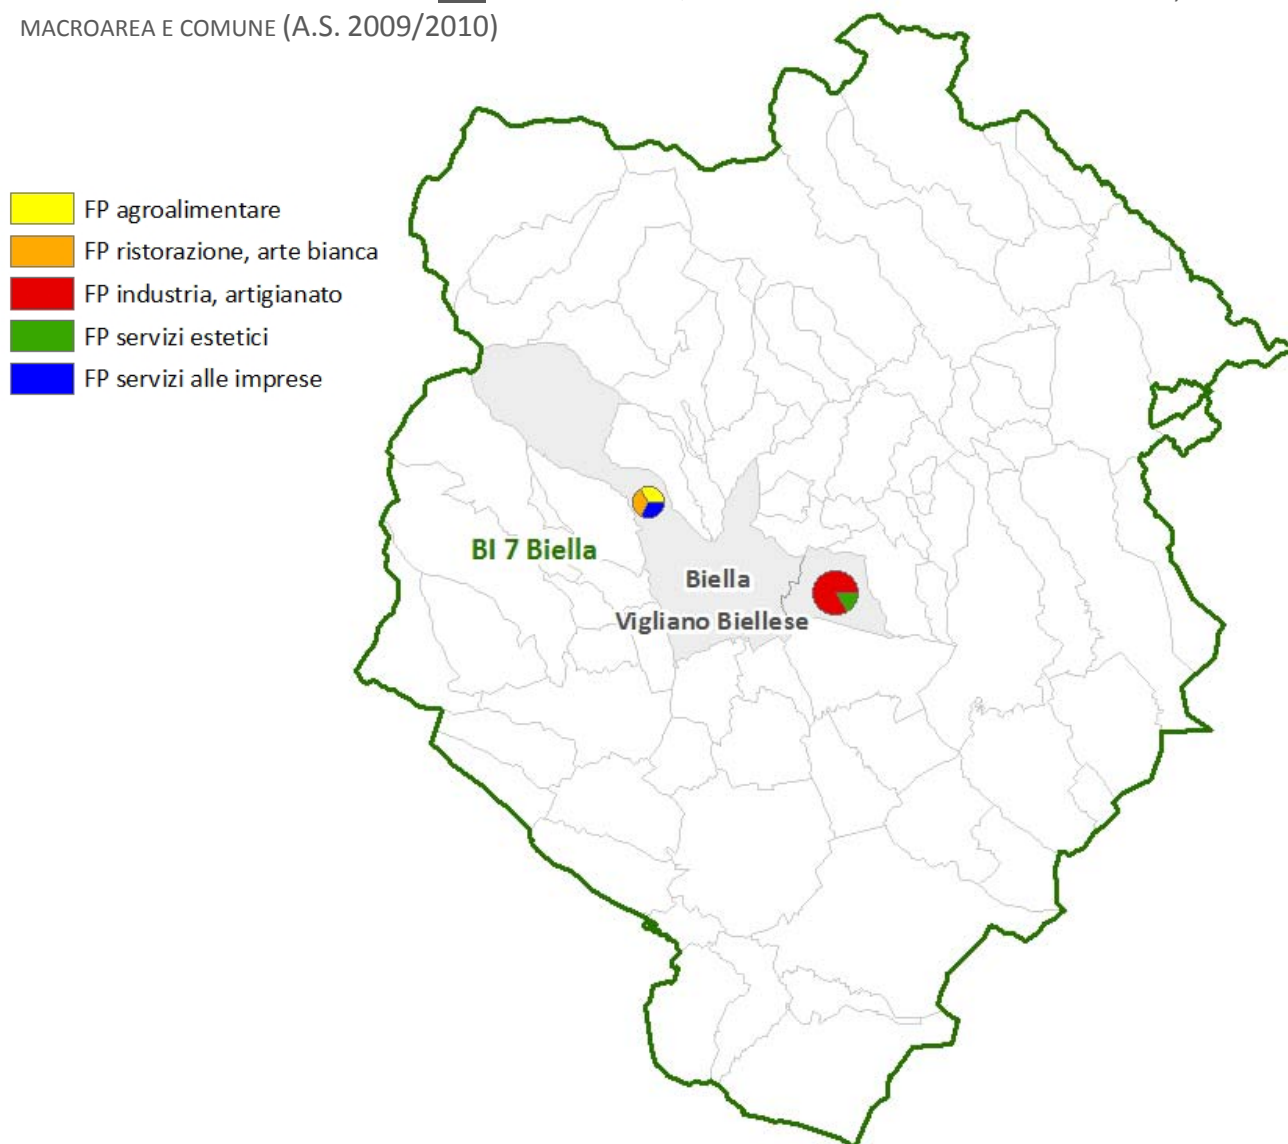 MACROAREA E COMUNE (A.S. 2009/2010)
FP agroalimentare
FP ristorazione, arte bianca
FP industria, artigianato
FP servizi estetici
FP servizi alle imprese
BI 7 Biella
Biella
Vigliano Biellese